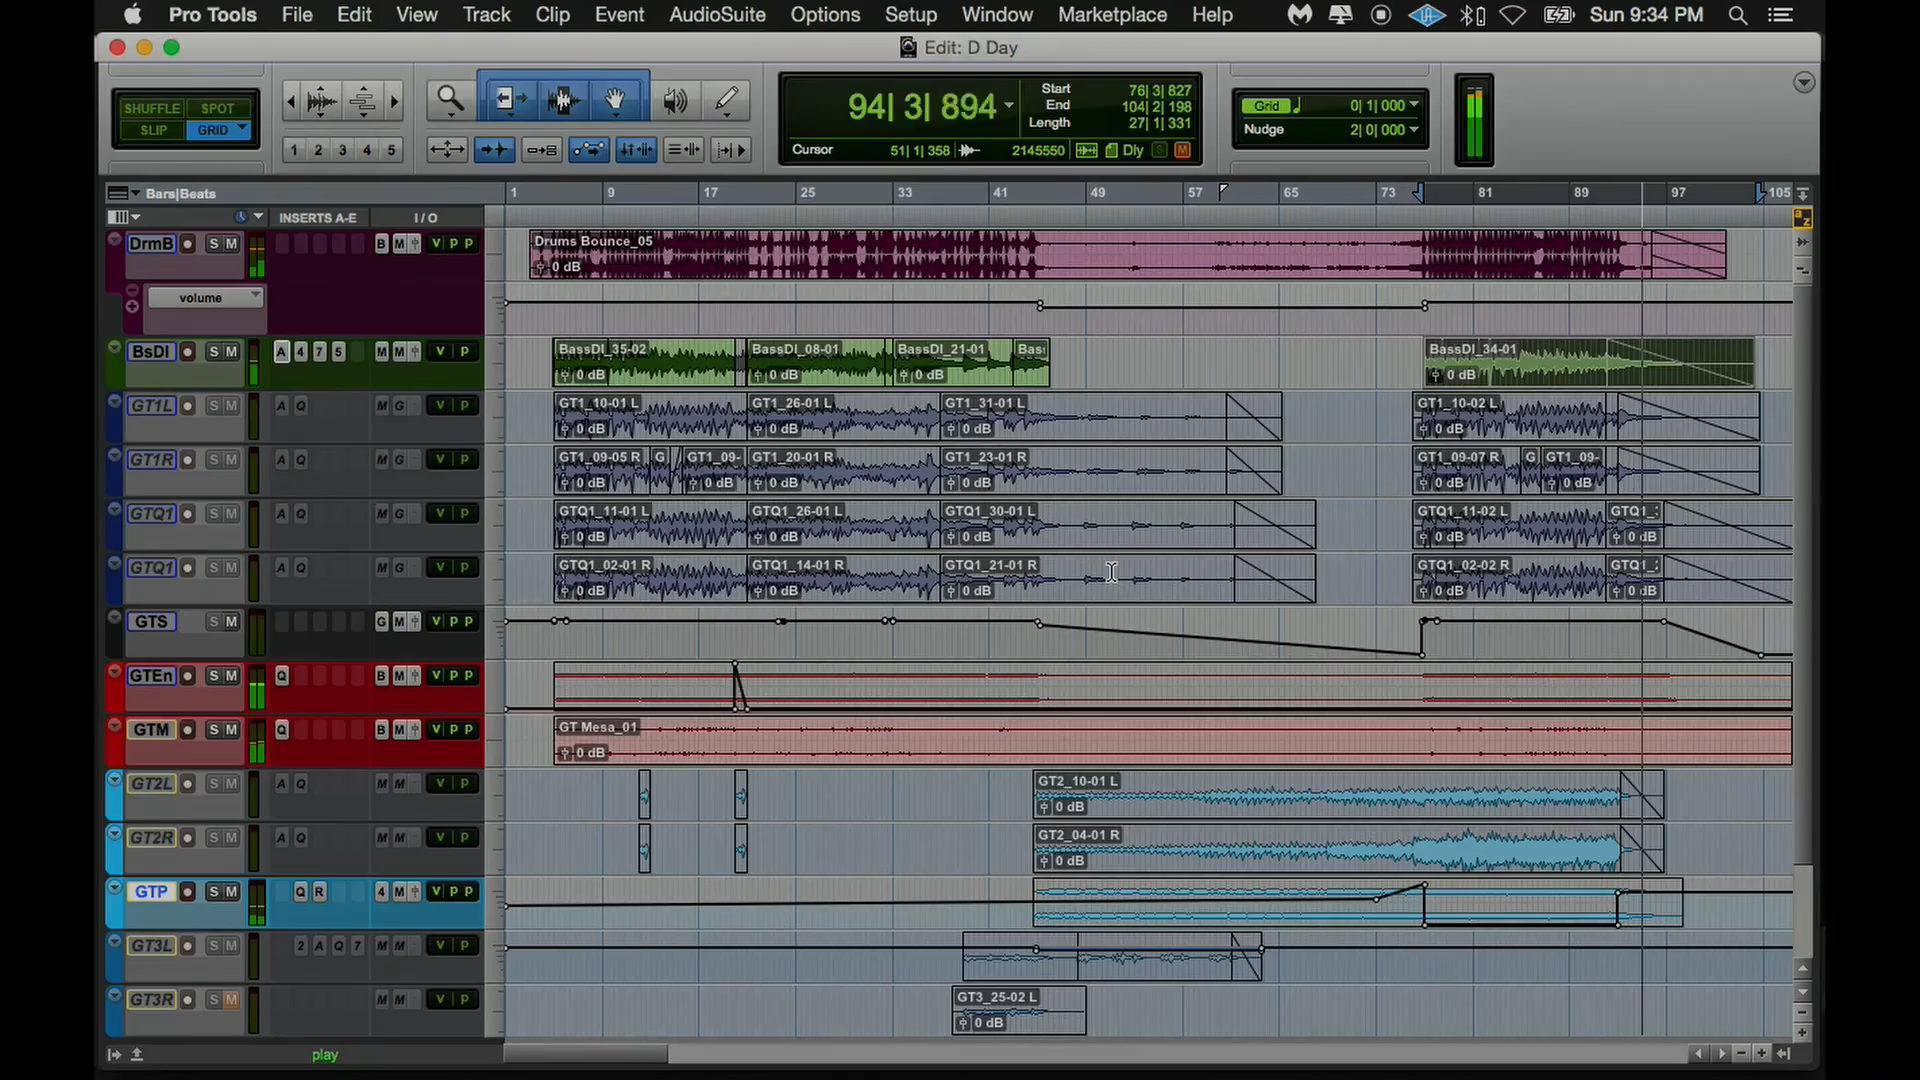 Pro Tools File Edit View Track Clip Event AudioSuite Options Setup Window Marketplace Help Sun 9:34 PM
Edit: D Day
SHUFFLE SPOT
SLIP GRID
1 2 3 4 5
94| 3| 894
Start 76| 3| 827
End 104| 2| 198
Length 27| 1| 331
Cursor 51| 1| 358 2145550 Dly S M
Grid 0| 1| 000
Nudge 2| 0| 000
Bars|Beats 1 9 17 25 33 41 49 57 65 73 81 89 97 105
INSERTS A-E I / O
a z
DrmB S M B M V P P
Drums Bounce_05
0 dB
volume
BsDI S M A 4 7 5 M M V P
BassDI_35-02 BassDI_08-01 BassDI_21-01 Bas: BassDI_34-01
0 dB 0 dB 0 dB 0 dB
GT1L S M A Q M G V P
GT1_10-01 L GT1_26-01 L GT1_31-01 L GT1_10-02 L
0 dB 0 dB 0 dB 0 dB
GT1R S M A Q M G V P
GT1_09-05 R G GT1_09- GT1_20-01 R GT1_23-01 R GT1_09-07 R G GT1_09-
0 dB 0 dB 0 dB 0 dB 0 dB 0 dB
GTQ1 S M A Q M G V P
GTQ1_11-01 L GTQ1_26-01 L GTQ1_30-01 L GTQ1_11-02 L GTQ1_:
0 dB 0 dB 0 dB 0 dB 0 dB
GTQ1 S M A Q M G V P
GTQ1_02-01 R GTQ1_14-01 R GTQ1_21-01 R GTQ1_02-02 R GTQ1_:
0 dB 0 dB 0 dB 0 dB 0 dB
GTS S M G M V P P
GTEn S M Q B M V P P
GTM S M Q B M V P P
GT Mesa_01
0 dB
GT2L S M A Q M M V P
GT2_10-01 L
0 dB
GT2R S M A Q M M V P
GT2_04-01 R
0 dB
GTP S M Q R 4 M V P P
GT3L S M 2 A Q 7 M M V P
GT3R S M M M V P
GT3_25-02 L
0 dB
play